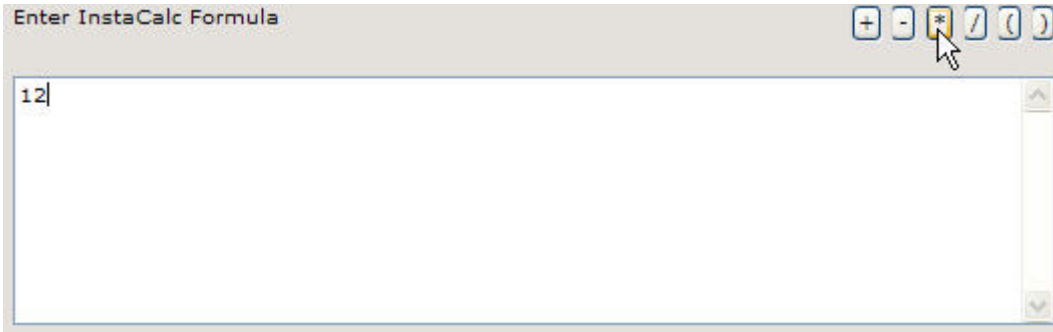 Enter InstaCalc Formula + - * / ( )
12